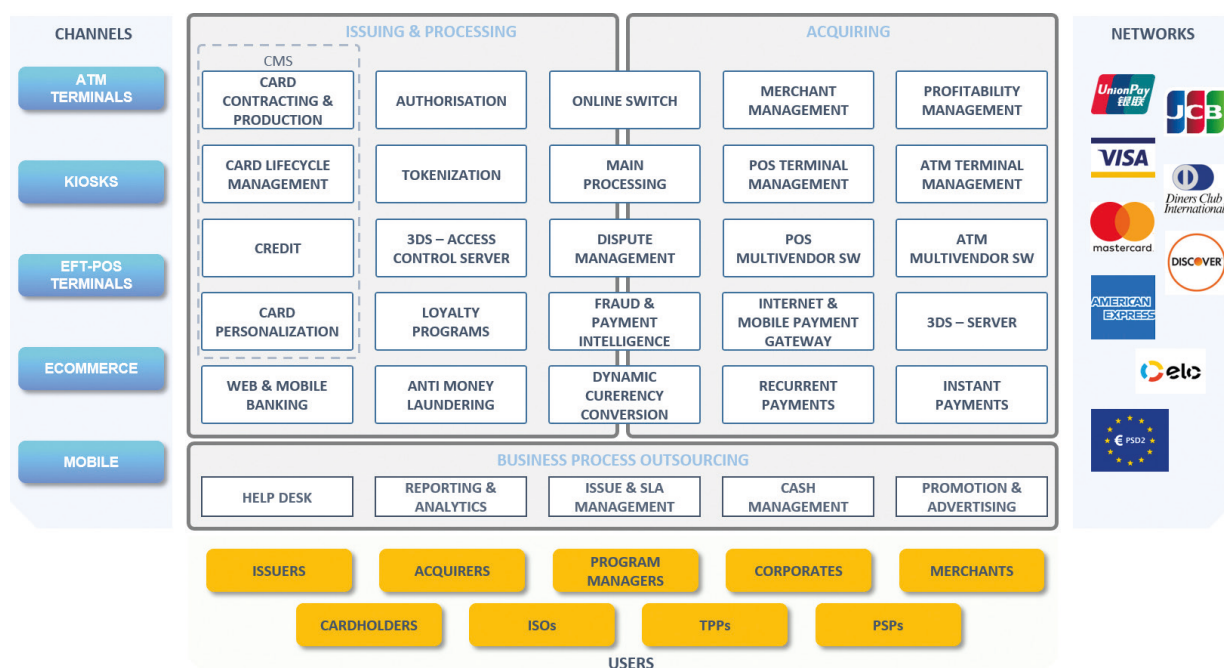 CHANNELS
ATM
TERMINALS
KIOSKS
EFT-POS
TERMINALS
ECOMMERCE
MOBILE
ISSUING & PROCESSING
ACQUIRING
CMS
CARD
CONTRACTING &
PRODUCTION
AUTHORISATION
ONLINE SWITCH
MERCHANT
MANAGEMENT
PROFITABILITY
MANAGEMENT
CARD LIFECYCLE
MANAGEMENT
TOKENIZATION
MAIN
PROCESSING
POS TERMINAL
MANAGEMENT
ATM TERMINAL
MANAGEMENT
CREDIT
3DS – ACCESS
CONTROL SERVER
DISPUTE
MANAGEMENT
POS
MULTIVENDOR SW
ATM
MULTIVENDOR SW
CARD
PERSONALIZATION
LOYALTY
PROGRAMS
FRAUD &
PAYMENT
INTELLIGENCE
INTERNET &
MOBILE PAYMENT
GATEWAY
3DS – SERVER
WEB & MOBILE
BANKING
ANTI MONEY
LAUNDERING
DYNAMIC
CURERENCY
CONVERSION
RECURRENT
PAYMENTS
INSTANT
PAYMENTS
BUSINESS PROCESS OUTSOURCING
HELP DESK
REPORTING &
ANALYTICS
ISSUE & SLA
MANAGEMENT
CASH
MANAGEMENT
PROMOTION &
ADVERTISING
ISSUERS
ACQUIRERS
PROGRAM
MANAGERS
CORPORATES
MERCHANTS
CARDHOLDERS
ISOs
TPPs
PSPs
USERS
NETWORKS
UnionPay
银联
JCB
VISA
Diners Club
International
mastercard
DISCOVER
AMERICAN
EXPRESS
elo
€ PSD2